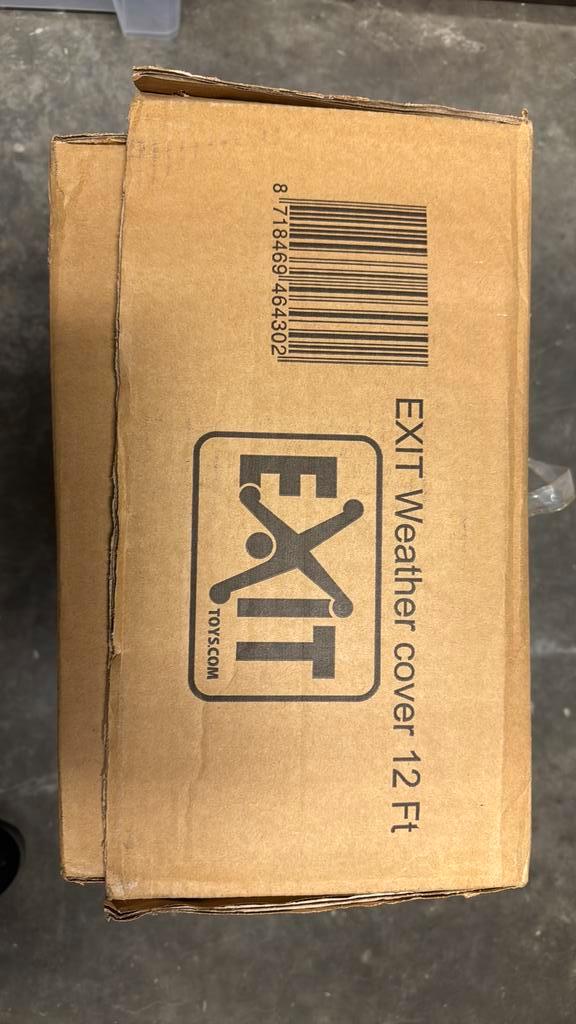 EXIT Weather cover 12 Ft
8 718469 464302
EXIT
TOYS.COM